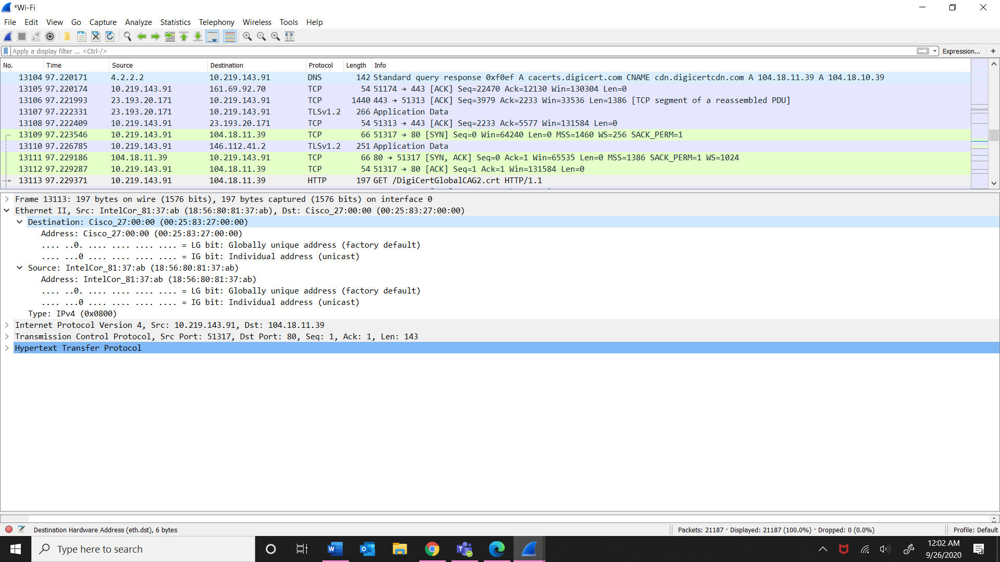 *Wi-Fi
File Edit View Go Capture Analyze Statistics Telephony Wireless Tools Help
Apply a display filter ... <Ctrl-/> Expression... +
No. Time Source Destination Protocol Length Info
13104 97.220171 4.2.2.2 10.219.143.91 DNS 142 Standard query response 0xf0ef A cacerts.digicert.com CNAME cdn.digicertcdn.com A 104.18.11.39 A 104.18.10.39
13105 97.220174 10.219.143.91 161.69.92.70 TCP 54 51174 → 443 [ACK] Seq=22470 Ack=12130 Win=130304 Len=0
13106 97.221993 23.193.20.171 10.219.143.91 TCP 1440 443 → 51313 [ACK] Seq=3979 Ack=2233 Win=33536 Len=1386 [TCP segment of a reassembled PDU]
13107 97.222331 23.193.20.171 10.219.143.91 TLSv1.2 266 Application Data
13108 97.222409 10.219.143.91 23.193.20.171 TCP 54 51313 → 443 [ACK] Seq=2233 Ack=5577 Win=131584 Len=0
13109 97.223546 10.219.143.91 104.18.11.39 TCP 66 51317 → 80 [SYN] Seq=0 Win=64240 Len=0 MSS=1460 WS=256 SACK_PERM=1
13110 97.226785 10.219.143.91 146.112.41.2 TLSv1.2 251 Application Data
13111 97.229186 104.18.11.39 10.219.143.91 TCP 66 80 → 51317 [SYN, ACK] Seq=0 Ack=1 Win=65535 Len=0 MSS=1386 SACK_PERM=1 WS=1024
13112 97.229287 10.219.143.91 104.18.11.39 TCP 54 51317 → 80 [ACK] Seq=1 Ack=1 Win=131584 Len=0
13113 97.229371 10.219.143.91 104.18.11.39 HTTP 197 GET /DigiCertGlobalCAG2.crt HTTP/1.1
Frame 13113: 197 bytes on wire (1576 bits), 197 bytes captured (1576 bits) on interface 0
Ethernet II, Src: IntelCor_81:37:ab (18:56:80:81:37:ab), Dst: Cisco_27:00:00 (00:25:83:27:00:00)
Destination: Cisco_27:00:00 (00:25:83:27:00:00)
Address: Cisco_27:00:00 (00:25:83:27:00:00)
.... ..0. .... .... .... .... = LG bit: Globally unique address (factory default)
.... ...0 .... .... .... .... = IG bit: Individual address (unicast)
Source: IntelCor_81:37:ab (18:56:80:81:37:ab)
Address: IntelCor_81:37:ab (18:56:80:81:37:ab)
.... ..0. .... .... .... .... = LG bit: Globally unique address (factory default)
.... ...0 .... .... .... .... = IG bit: Individual address (unicast)
Type: IPv4 (0x0800)
Internet Protocol Version 4, Src: 10.219.143.91, Dst: 104.18.11.39
Transmission Control Protocol, Src Port: 51317, Dst Port: 80, Seq: 1, Ack: 1, Len: 143
Hypertext Transfer Protocol
Destination Hardware Address (eth.dst), 6 bytes Packets: 21187 · Displayed: 21187 (100.0%) · Dropped: 0 (0.0%) Profile: Default
Type here to search
12:02 AM
9/26/2020